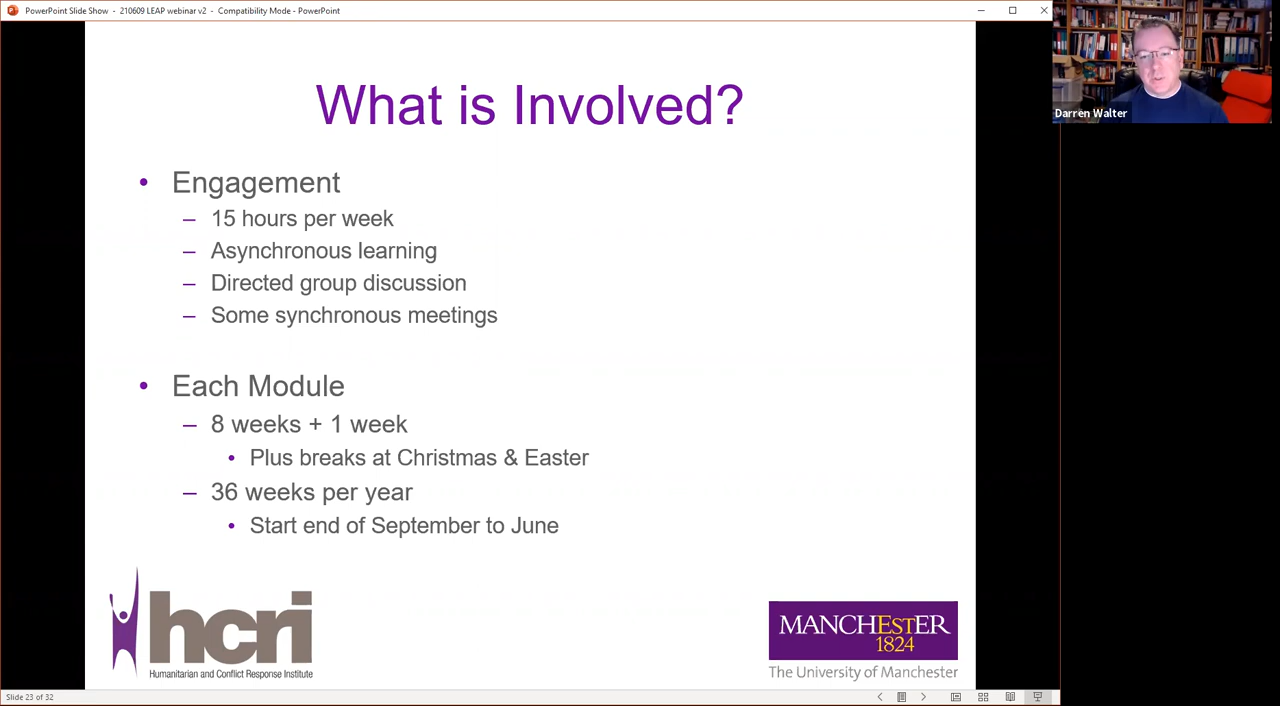 PowerPoint Slide Show - 210609 LEAP webinar v2 - Compatibility Mode - PowerPoint
Darren Walter
What is Involved?
• Engagement
– 15 hours per week
– Asynchronous learning
– Directed group discussion
– Some synchronous meetings
• Each Module
– 8 weeks + 1 week
• Plus breaks at Christmas & Easter
– 36 weeks per year
• Start end of September to June
hcri
Humanitarian and Conflict Response Institute
MANCHESTER
1824
The University of Manchester
Slide 23 of 32